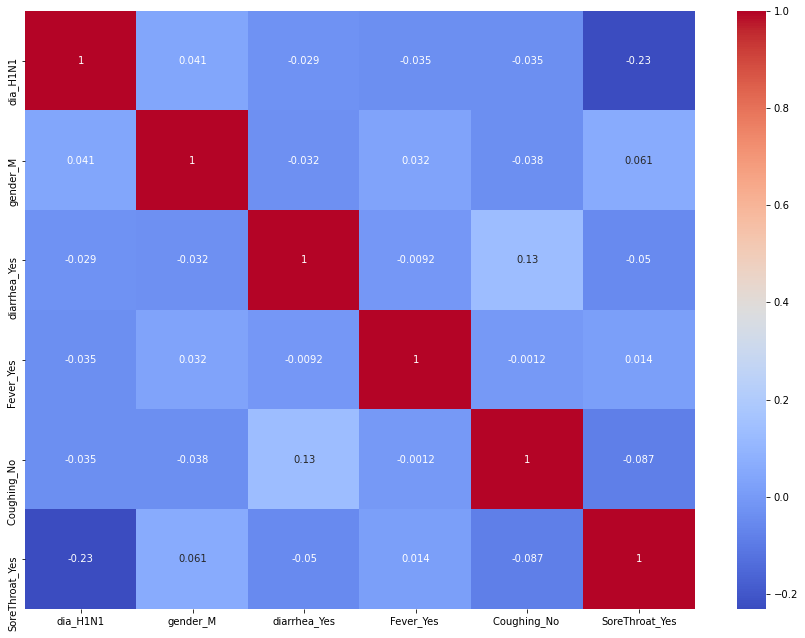 dia_H1N1 1 0.041 -0.029 -0.035 -0.035 -0.23
gender_M 0.041 1 -0.032 0.032 -0.038 0.061
diarrhea_Yes -0.029 -0.032 1 -0.0092 0.13 -0.05
Fever_Yes -0.035 0.032 -0.0092 1 -0.0012 0.014
Coughing_No -0.035 -0.038 0.13 -0.0012 1 -0.087
SoreThroat_Yes -0.23 0.061 -0.05 0.014 -0.087 1
dia_H1N1 gender_M diarrhea_Yes Fever_Yes Coughing_No SoreThroat_Yes
1.0
0.8
0.6
0.4
0.2
0.0
−0.2